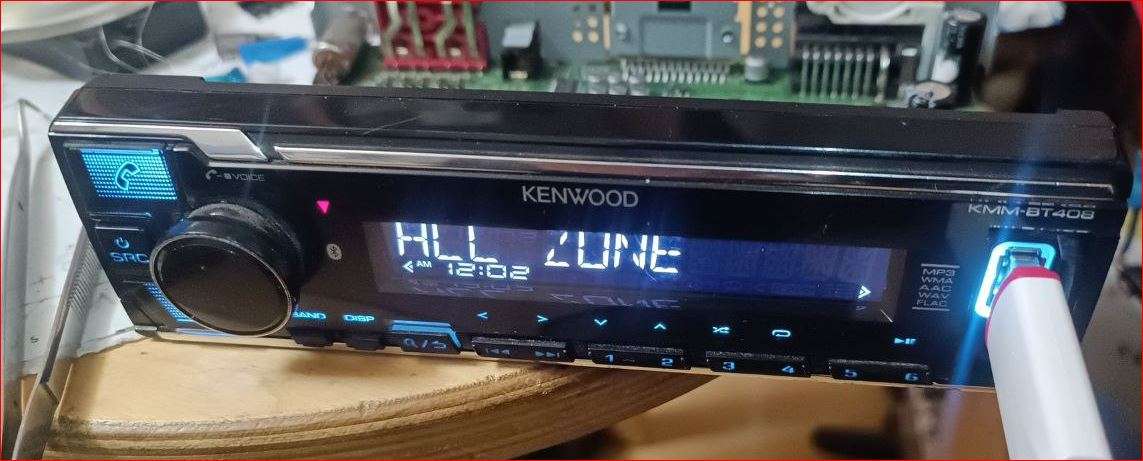 VOICE
KENWOOD
KMM-BT408
SRC
ALL ZONE
AM 12:02
MP3
WMA
AAC
WAV
FLAC
BAND
DISP
1
2
3
4
5
6